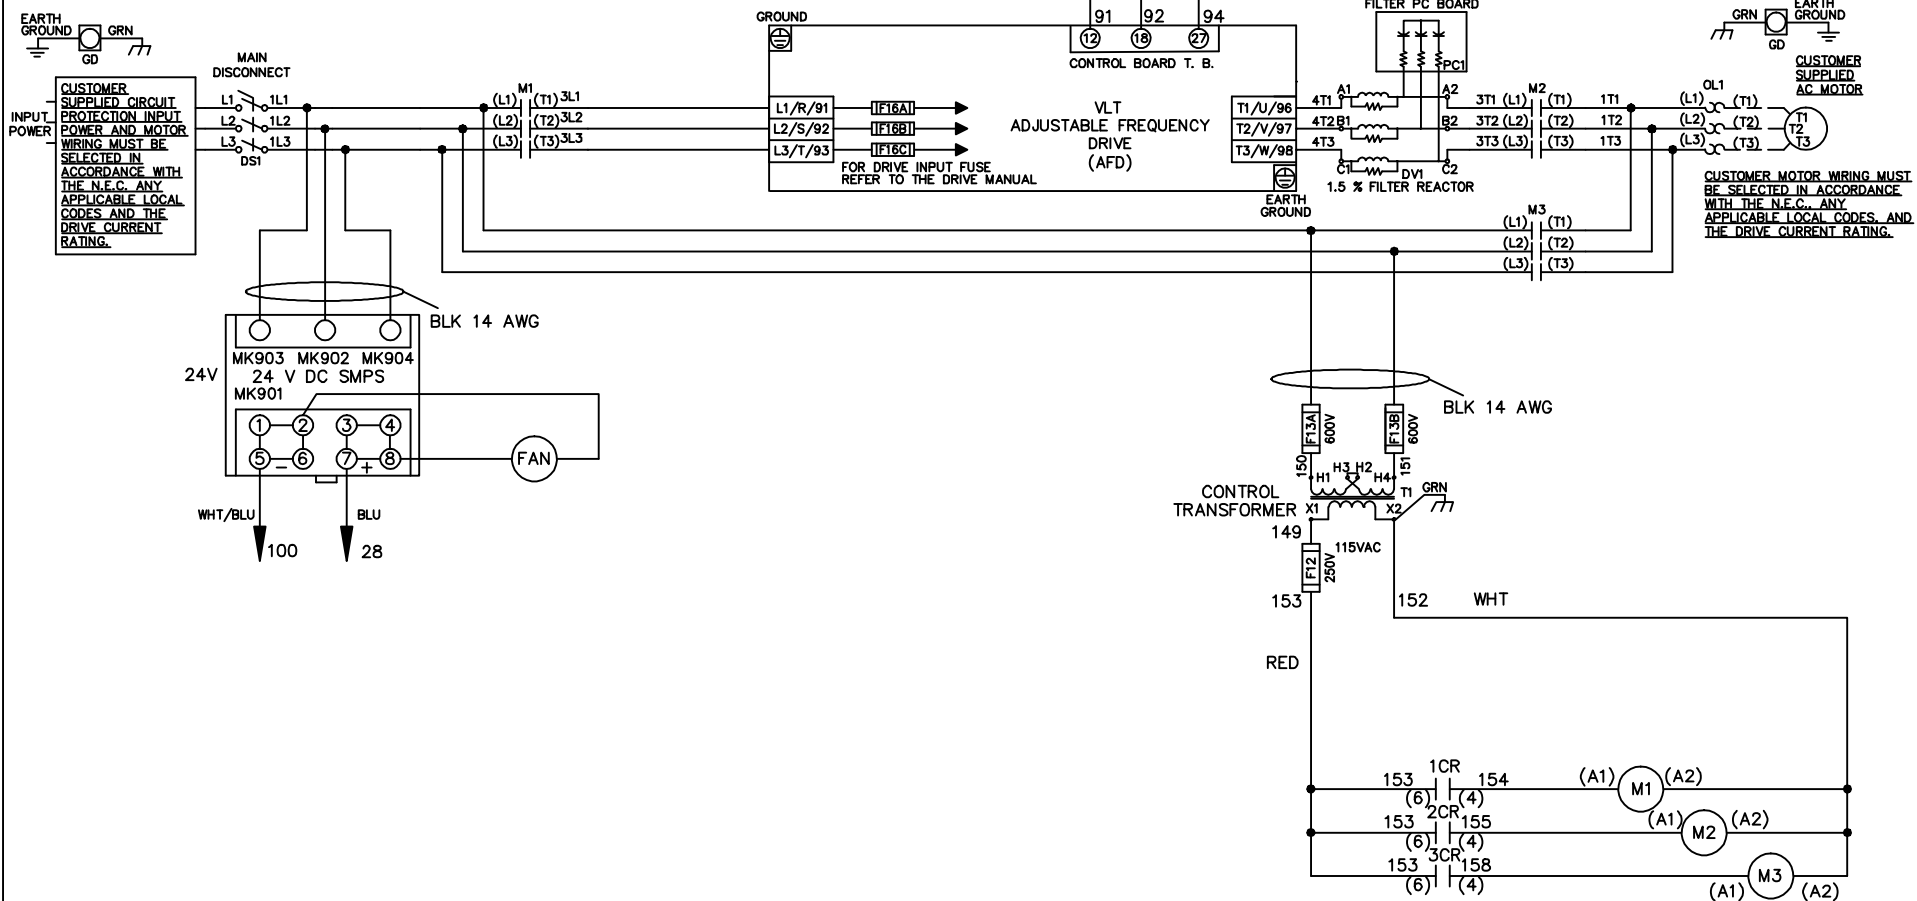 EARTH
GROUND
GRN
GD
INPUT
POWER
CUSTOMER
SUPPLIED CIRCUIT
PROTECTION INPUT
POWER AND MOTOR
WIRING MUST BE
SELECTED IN
ACCORDANCE WITH
THE N.E.C. ANY
APPLICABLE LOCAL
CODES AND THE
DRIVE CURRENT
RATING.
MAIN
DISCONNECT
L1 1L1
L2 1L2
L3 1L3
DS1
M1
(L1) (T1) 3L1
(L2) (T2) 3L2
(L3) (T3) 3L3
GROUND
L1/R/91
L2/S/92
L3/T/93
F16A
F16B
F16C
FOR DRIVE INPUT FUSE
REFER TO THE DRIVE MANUAL
91 92 94
12 18 27
CONTROL BOARD T. B.
VLT
ADJUSTABLE FREQUENCY
DRIVE
(AFD)
T1/U/96
T2/V/97
T3/W/98
EARTH
GROUND
FILTER PC BOARD
PC1
4T1 A1 A2
4T2 B1 B2
4T3 C1 C2
DV1
1.5 % FILTER REACTOR
M2
3T1 (L1) (T1) 1T1
3T2 (L2) (T2) 1T2
3T3 (L3) (T3) 1T3
OL1
(L1) (T1)
(L2) (T2)
(L3) (T3)
T1
T2
T3
GRN
EARTH
GROUND
GD
CUSTOMER
SUPPLIED
AC MOTOR
CUSTOMER MOTOR WIRING MUST
BE SELECTED IN ACCORDANCE
WITH THE N.E.C., ANY
APPLICABLE LOCAL CODES, AND
THE DRIVE CURRENT RATING.
M3
(L1) (T1)
(L2) (T2)
(L3) (T3)
BLK 14 AWG
MK903 MK902 MK904
24V
24 V DC SMPS
MK901
1 2 3 4
5 – 6 7 + 8
FAN
WHT/BLU
BLU
100
28
BLK 14 AWG
F13A
600V
F13B
600V
150
151
H1 H3 H2 H4
T1
GRN
CONTROL
TRANSFORMER
X1 X2
149
115VAC
F12
250V
153
152
WHT
RED
1CR
153 154
(6) (4)
(A1) M1 (A2)
2CR
153 155
(6) (4)
(A1) M2 (A2)
3CR
153 158
(6) (4)
(A1) M3 (A2)